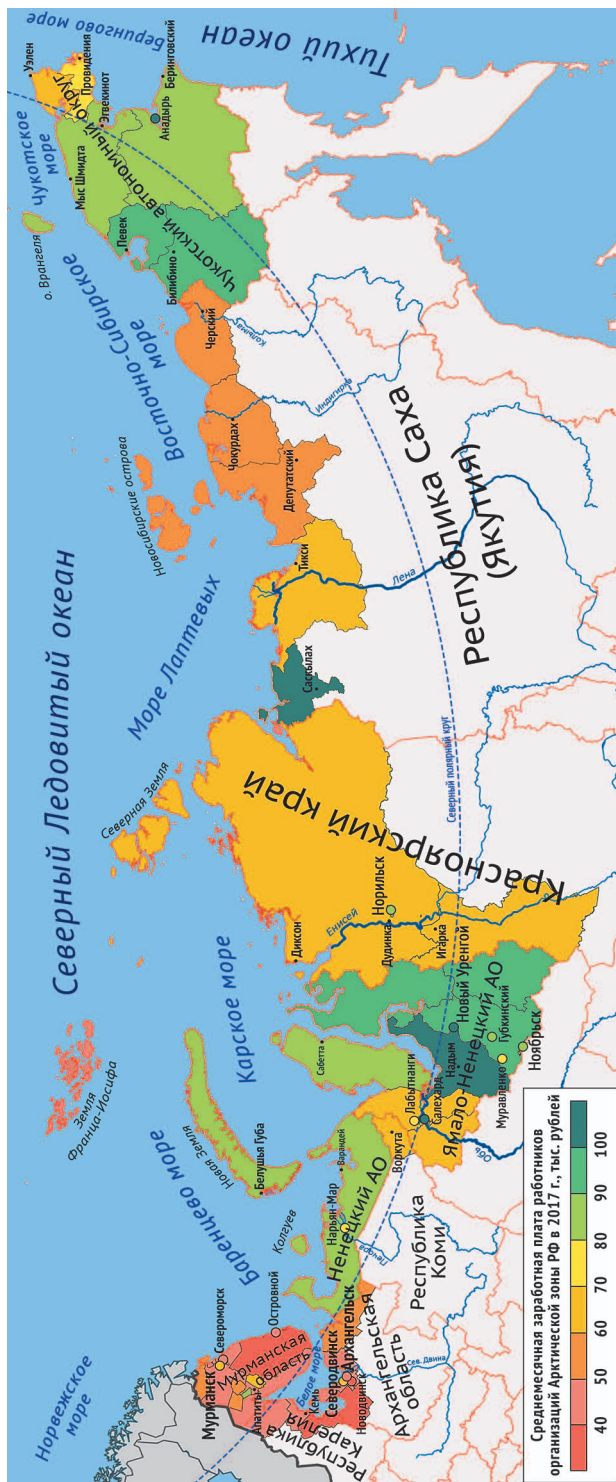 Северный Ледовитый океан
Тихий океан
Берингово море
Чукотское
море
Восточно-Сибирское
море
Море Лаптевых
Карское море
Баренцево море
Норвежское
море
Белое море
о. Врангеля
Новосибирские острова
Северная Земля
Земля
Франца-Иосифа
Новая Земля
Колгуев
Уэлен
Провидения
Эгвекинот
Беринговский
Анадырь
Мыс Шмидта
Певек
Билибино
Чукотский автономный округ
Черский
Колыма
Индигирка
Чокурдах
Депутатский
Тикси
Лена
Саскылах
Республика Саха
(Якутия)
Северный полярный круг
Красноярский край
Диксон
Енисей
Норильск
Дудинка
Игарка
Новый Уренгой
Губкинский
Ноябрьск
Муравленко
Надым
Салехард
Лабытнанги
Ямало-Ненецкий АО
Сабетта
Обь
Белушья Губа
Варандей
Воркута
Нарьян-Мар
Ненецкий АО
Печора
Республика
Коми
Островной
Североморск
Мурманск
Мурманская
область
Апатиты
Кемь
Северодвинск
Архангельск
Новодвинск
Архангельская
область
Сев. Двина
Республика
Карелия
Среднемесячная заработная плата работников
организаций Арктической зоны РФ в 2017 г., тыс. рублей
40 50 60 70 80 90 100